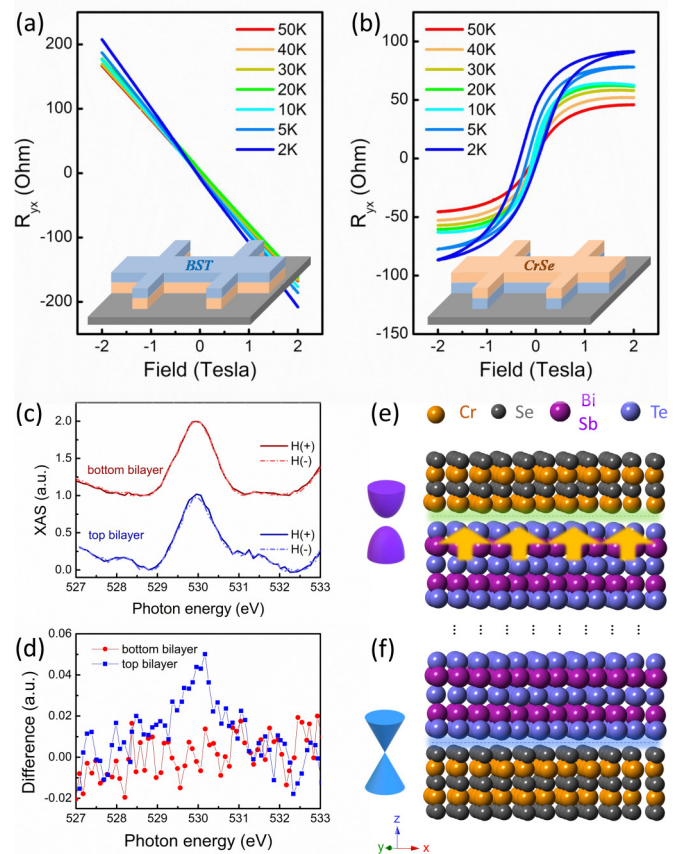 (a)
200
100
0
-100
-200
R_yx (Ohm)
50K
40K
30K
20K
10K
5K
2K
BST
-2 -1 0 1 2
Field (Tesla)
(b)
100
50
0
-50
-100
-150
R_yx (Ohm)
50K
40K
30K
20K
10K
5K
2K
CrSe
-2 -1 0 1 2
Field (Tesla)
(c)
2.0
1.5
1.0
0.5
0.0
XAS (a.u.)
H(+)
bottom bilayer H(-)
H(+)
top bilayer H(-)
527 528 529 530 531 532 533
Photon energy (eV)
(d)
0.06
0.04
0.02
0.00
-0.02
Difference (a.u.)
bottom bilayer
top bilayer
527 528 529 530 531 532 533
Photon energy (eV)
(e)
Cr Se Bi Te
Sb
(f)
z
y x